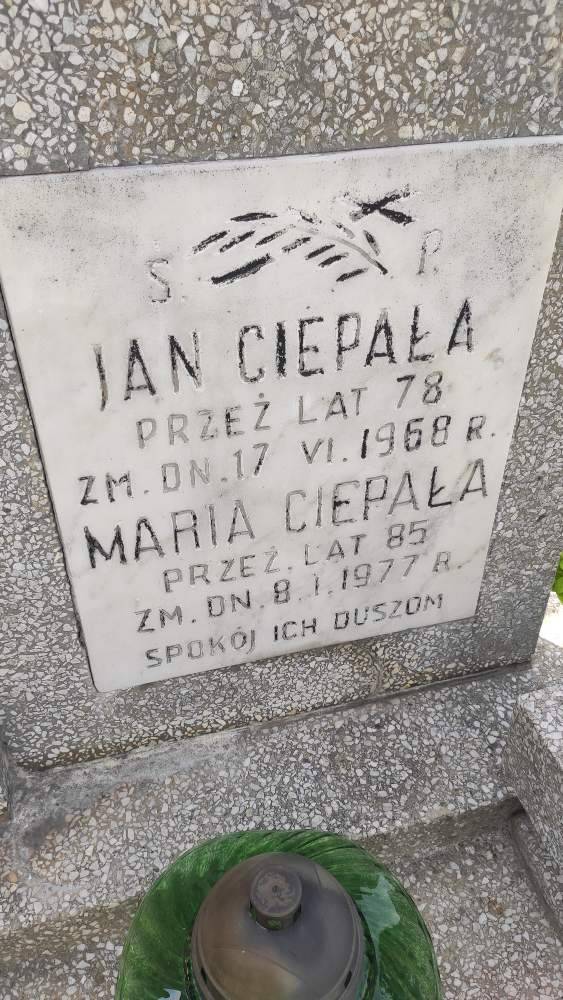 Ś. P.
JAN CIEPAŁA
PRZEŻ LAT 78
ZM. DN. 17 VI. 1968 R.
MARIA CIEPAŁA
PRZEŻ. LAT 85
ZM. DN. 8. I. 1977 R.
SPOKÓJ ICH DUSZOM